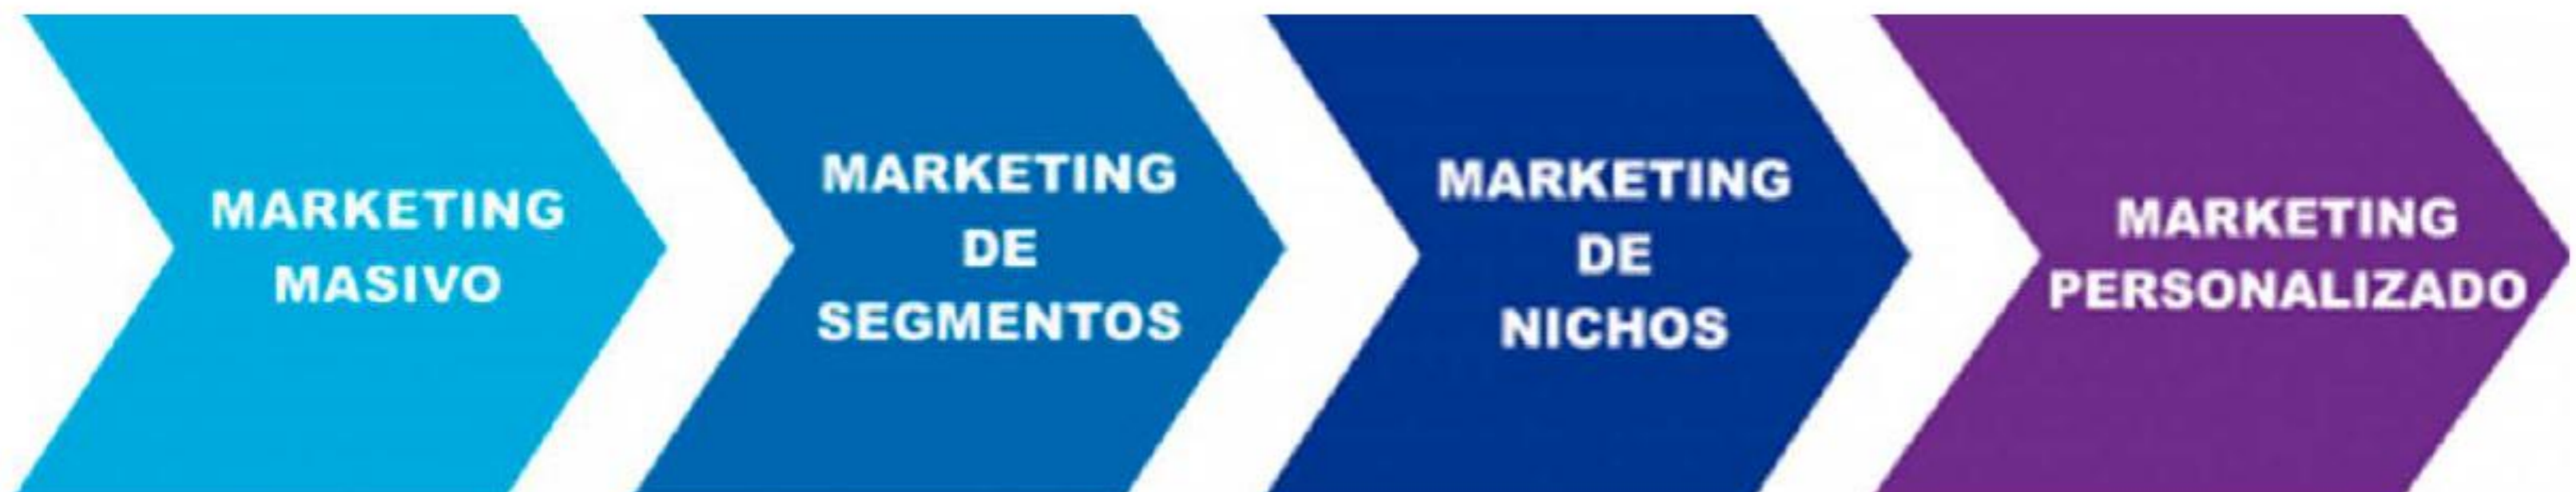 MARKETING
MASIVO
MARKETING
DE
SEGMENTOS
MARKETING
DE
NICHOS
MARKETING
PERSONALIZADO